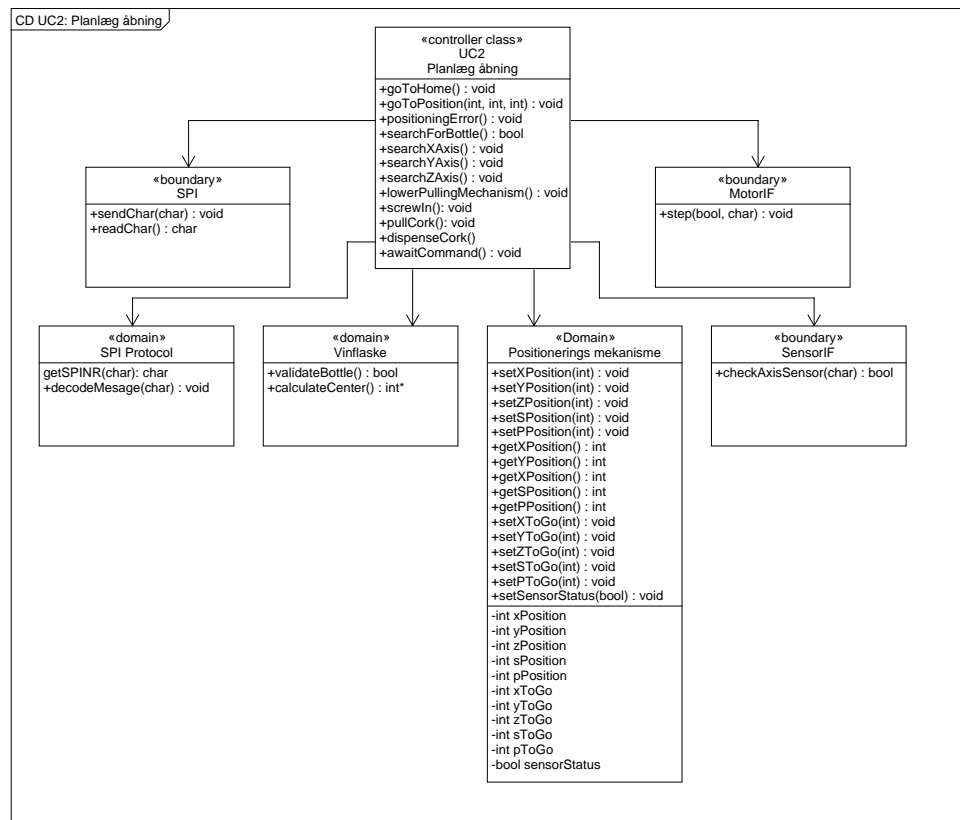 CD UC2: Planlæg åbning
«controller class»
UC2
Planlæg åbning
+goToHome() : void
+goToPosition(int, int, int) : void
+positioningError() : void
+searchForBottle() : bool
+searchXAxis() : void
+searchYAxis() : void
+searchZAxis() : void
+lowerPullingMechanism() : void
+screwIn(): void
+pullCork(): void
+dispenseCork()
+awaitCommand() : void
«boundary»
SPI
+sendChar(char) : void
+readChar() : char
«boundary»
MotorIF
+step(bool, char) : void
«domain»
SPI Protocol
getSPINR(char): char
+decodeMesage(char) : void
«domain»
Vinflaske
+validateBottle() : bool
+calculateCenter() : int*
«Domain»
Positionerings mekanisme
+setXPosition(int) : void
+setYPosition(int) : void
+setZPosition(int) : void
+setSPosition(int) : void
+setPPosition(int) : void
+getXPosition() : int
+getYPosition() : int
+getXPosition() : int
+getSPosition() : int
+getPPosition() : int
+setXToGo(int) : void
+setYToGo(int) : void
+setZToGo(int) : void
+setSToGo(int) : void
+setPToGo(int) : void
+setSensorStatus(bool) : void
-int xPosition
-int yPosition
-int zPosition
-int sPosition
-int pPosition
-int xToGo
-int yToGo
-int zToGo
-int sToGo
-int pToGo
-bool sensorStatus
«boundary»
SensorIF
+checkAxisSensor(char) : bool